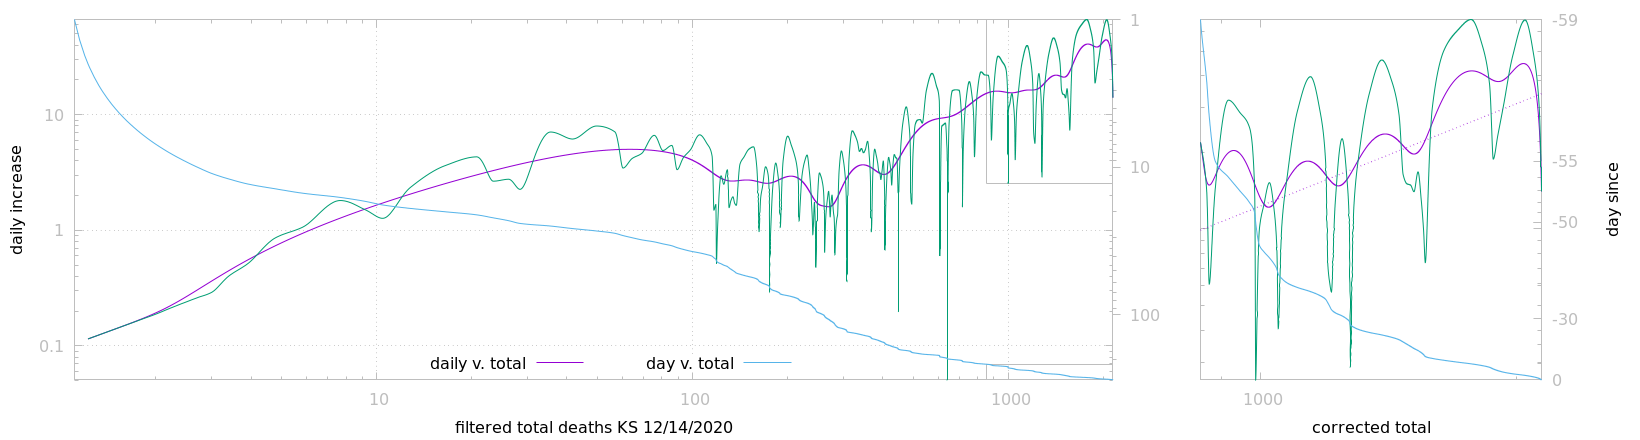 daily increase
10
1
0.1
daily v. total
day v. total
10
100
1000
filtered total deaths KS 12/14/2020
1
10
100
1000
corrected total
-59
-55
-50
-30
0
day since